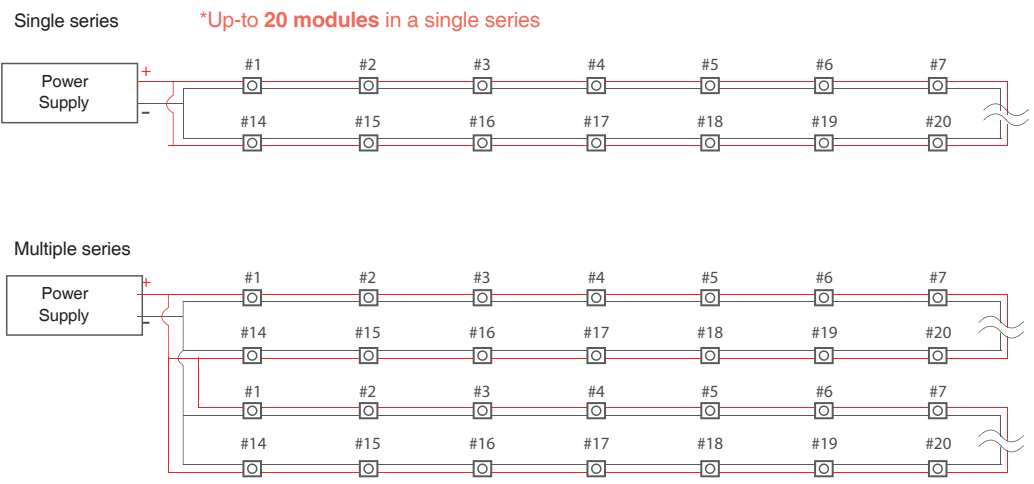 Single series
*Up-to 20 modules in a single series
Power
Supply
+
-
#1 #2 #3 #4 #5 #6 #7
#14 #15 #16 #17 #18 #19 #20
Multiple series
Power
Supply
+
-
#1 #2 #3 #4 #5 #6 #7
#14 #15 #16 #17 #18 #19 #20
#1 #2 #3 #4 #5 #6 #7
#14 #15 #16 #17 #18 #19 #20